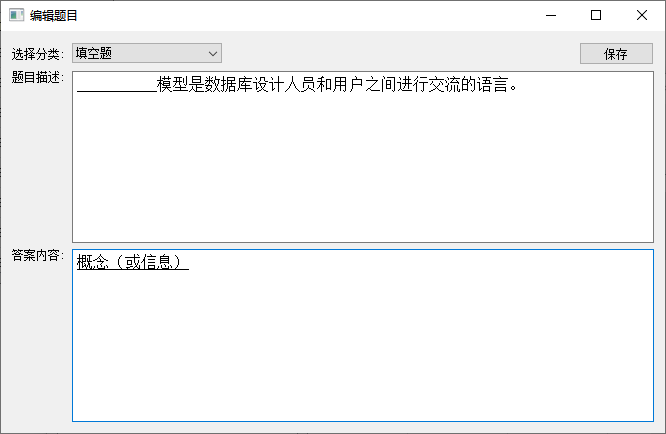 编辑题目
选择分类: 填空题 保存
题目描述: __________模型是数据库设计人员和用户之间进行交流的语言。
答案内容: 概念（或信息）